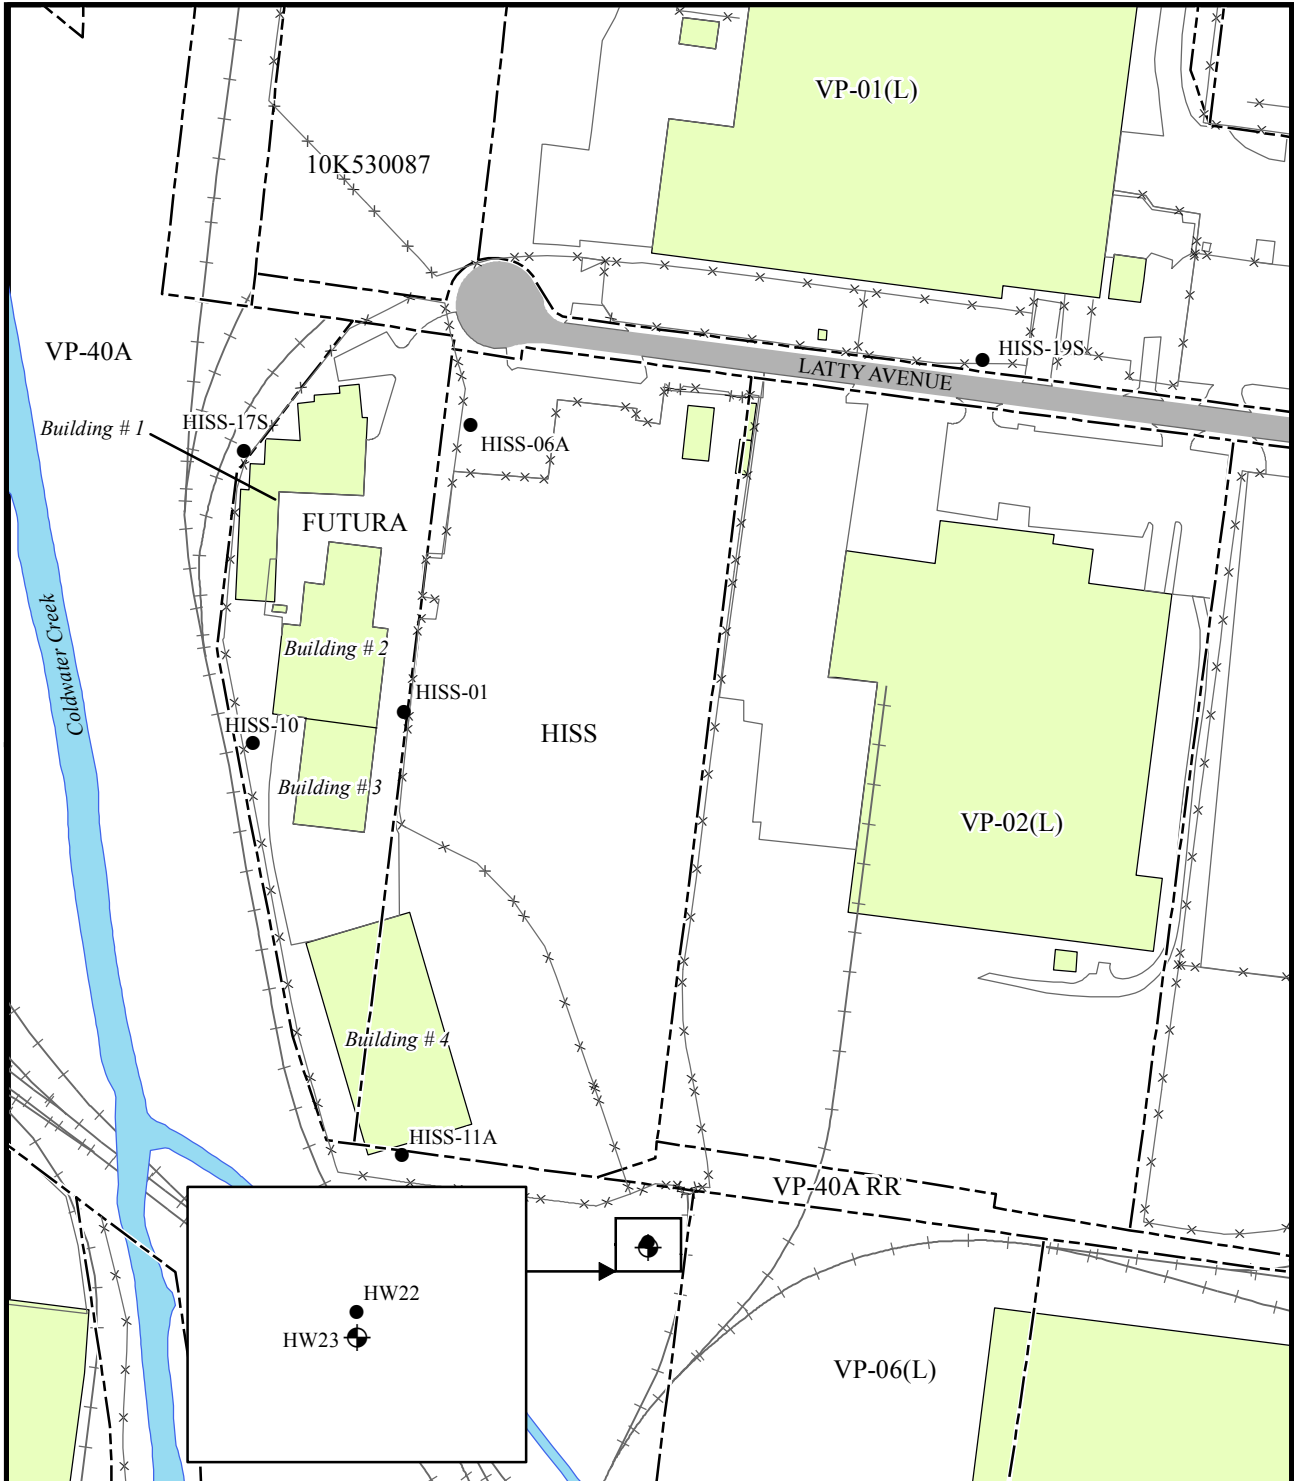 VP-01(L)
10K530087
VP-40A
HISS-19S
LATTY AVENUE
HISS-17S
Building # 1
HISS-06A
FUTURA
Coldwater Creek
Building # 2
HISS-01
HISS-10
HISS
Building # 3
VP-02(L)
Building # 4
HISS-11A
VP-40A RR
HW22
HW23
VP-06(L)